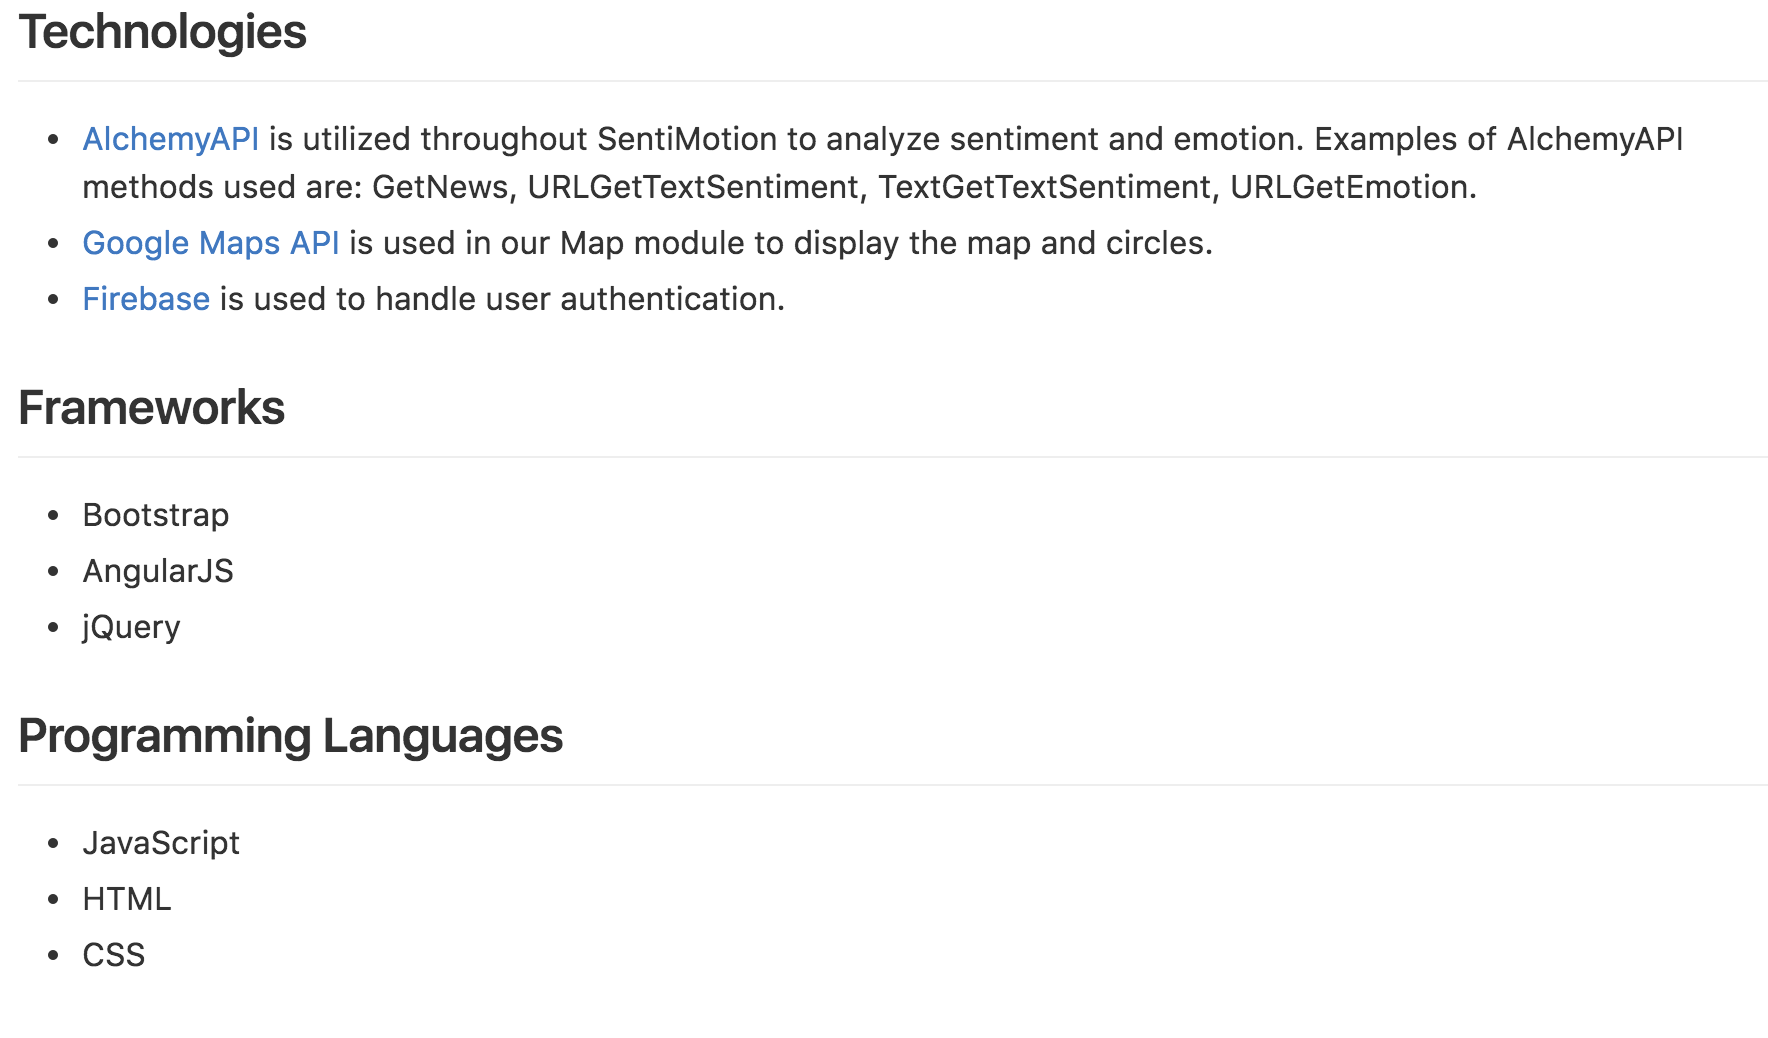 Technologies
• AlchemyAPI is utilized throughout SentiMotion to analyze sentiment and emotion. Examples of AlchemyAPI
methods used are: GetNews, URLGetTextSentiment, TextGetTextSentiment, URLGetEmotion.
• Google Maps API is used in our Map module to display the map and circles.
• Firebase is used to handle user authentication.
Frameworks
• Bootstrap
• AngularJS
• jQuery
Programming Languages
• JavaScript
• HTML
• CSS